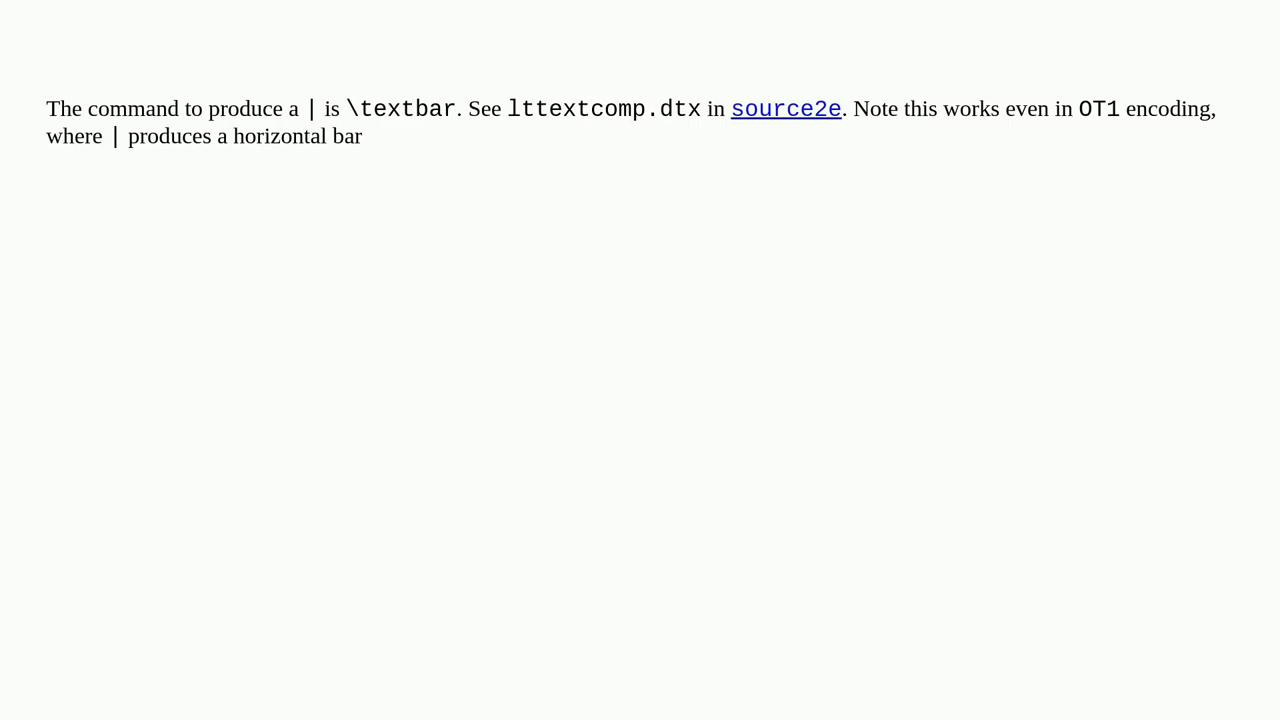 The command to produce a | is \textbar. See lttextcomp.dtx in source2e. Note this works even in OT1 encoding,
where | produces a horizontal bar